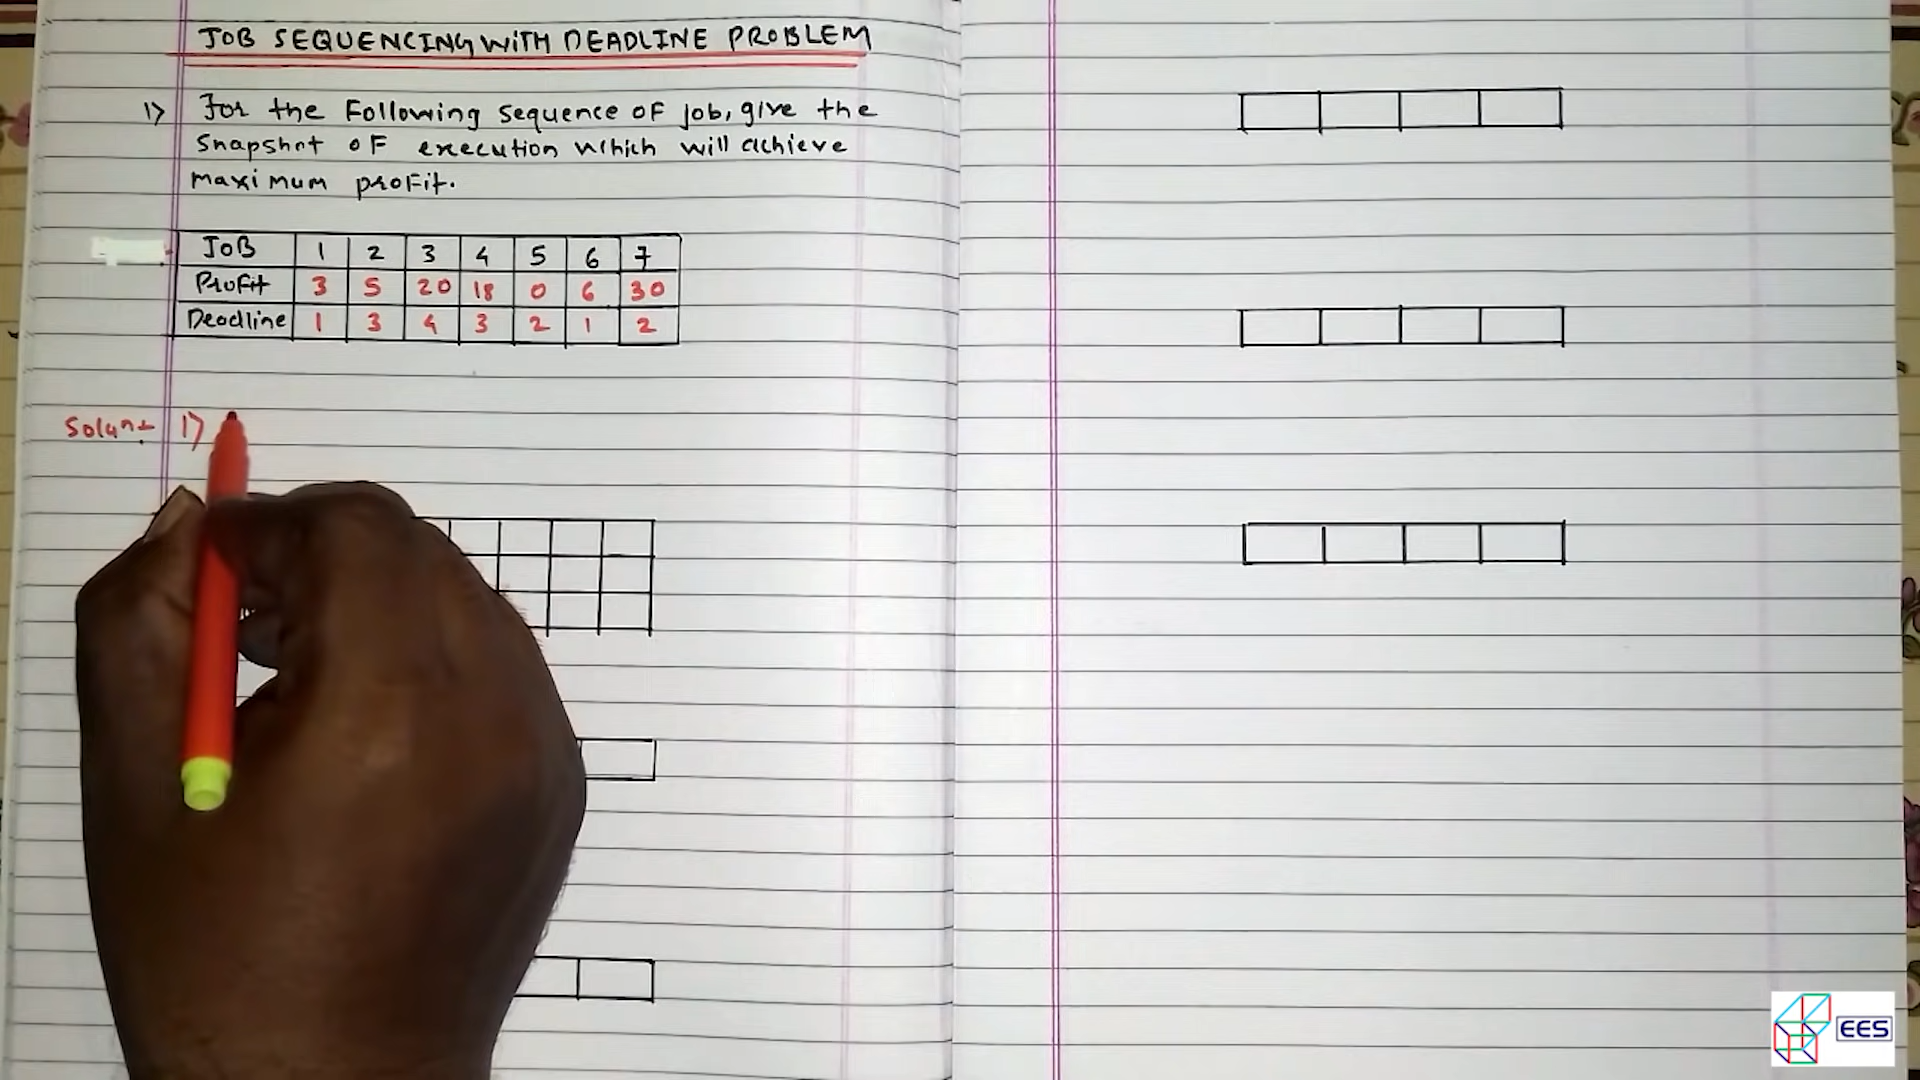 JOB SEQUENCING WITH DEADLINE PROBLEM
1) For the Following sequence of job, give the
Snapshot of execution which will achieve
maximum profit.
JOB 1 2 3 4 5 6 7
Profit 3 5 20 18 0 6 30
Deadline 1 3 4 3 2 1 2
Solun 1)
EES